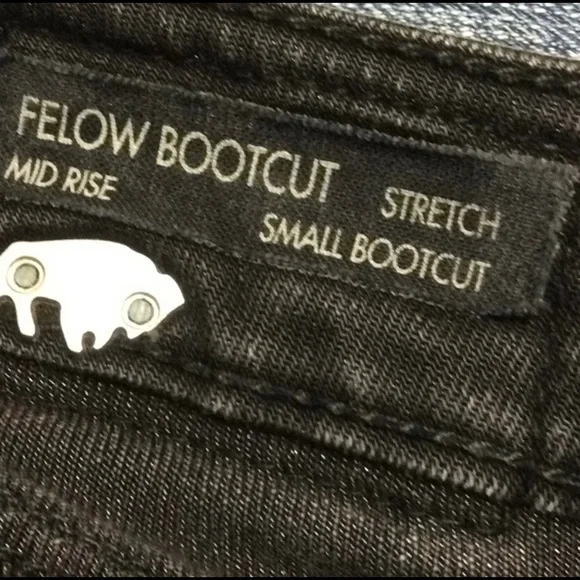 FELOW BOOTCUT STRETCH
MID RISE SMALL BOOTCUT